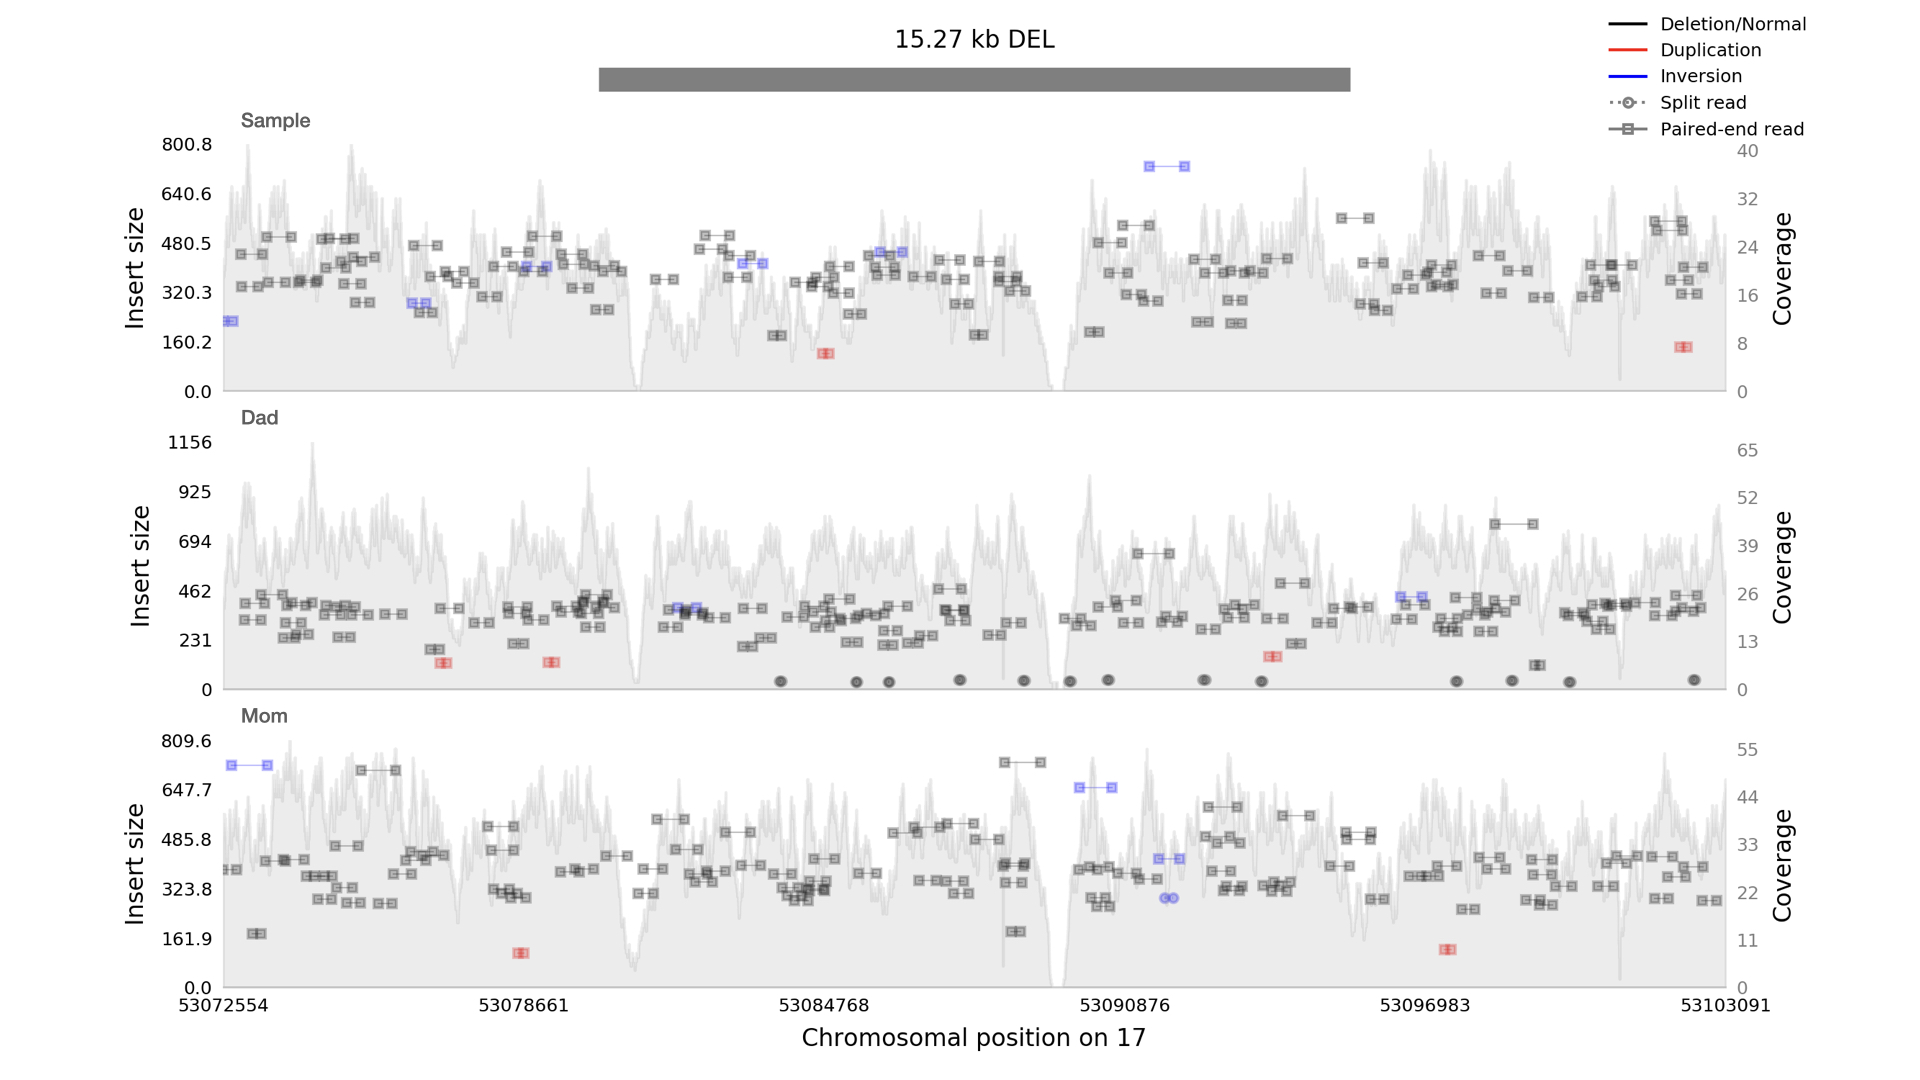 15.27 kb DEL
Deletion/Normal
Duplication
Inversion
Split read
Paired-end read
Sample
800.8
640.6
480.5
320.3
160.2
0.0
Insert size
40
32
24
16
8
0
Coverage
Dad
1156
925
694
462
231
0
Insert size
65
52
39
26
13
0
Coverage
Mom
809.6
647.7
485.8
323.8
161.9
0.0
Insert size
55
44
33
22
11
0
Coverage
53072554 53078661 53084768 53090876 53096983 53103091
Chromosomal position on 17